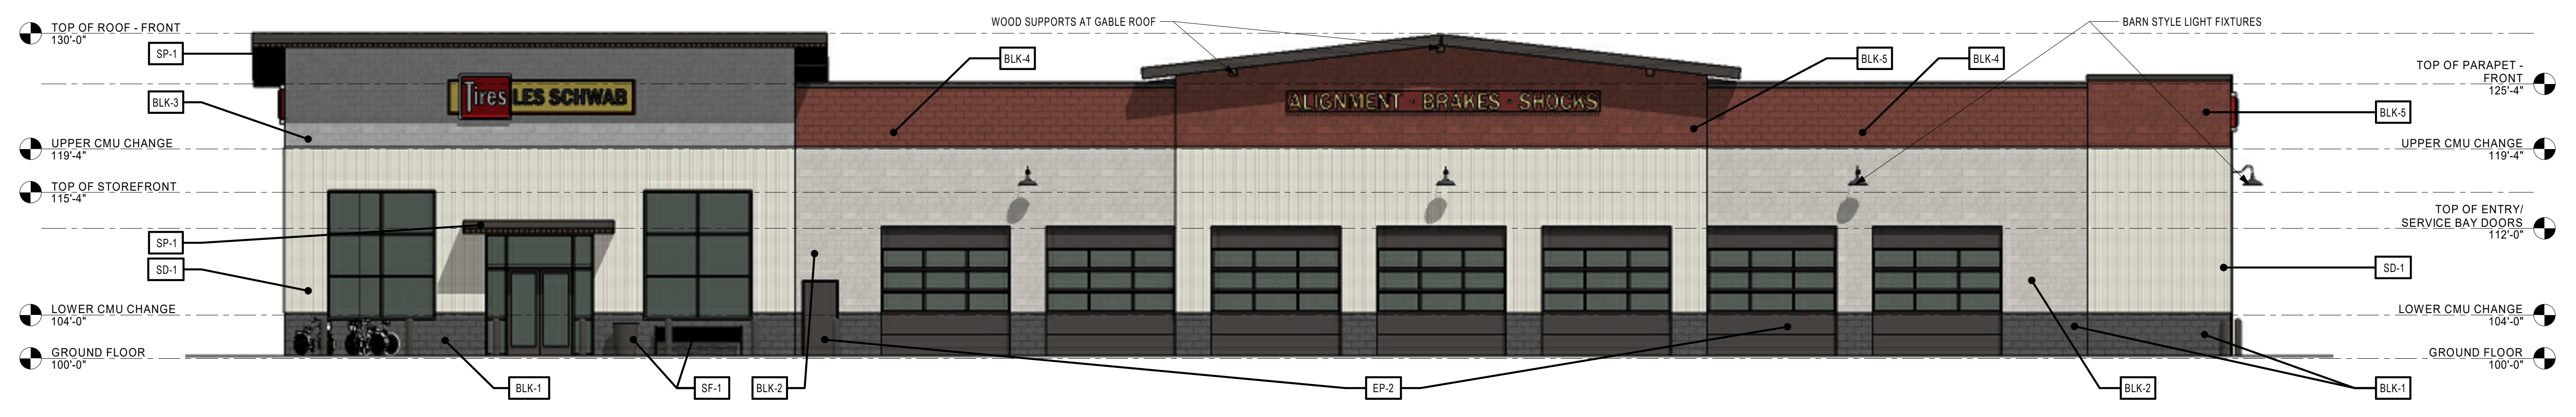 TOP OF ROOF - FRONT
130'-0"
SP-1
BLK-3
UPPER CMU CHANGE
119'-4"
TOP OF STOREFRONT
115'-4"
SP-1
SD-1
LOWER CMU CHANGE
104'-0"
GROUND FLOOR
100'-0"
Tires LES SCHWAB
WOOD SUPPORTS AT GABLE ROOF
BLK-4
ALIGNMENT · BRAKES · SHOCKS
BLK-5
BLK-4
BARN STYLE LIGHT FIXTURES
BLK-1
SF-1
BLK-2
EP-2
BLK-2
BLK-1
TOP OF PARAPET -
FRONT
125'-4"
BLK-5
UPPER CMU CHANGE
119'-4"
TOP OF ENTRY/
SERVICE BAY DOORS
112'-0"
SD-1
LOWER CMU CHANGE
104'-0"
GROUND FLOOR
100'-0"